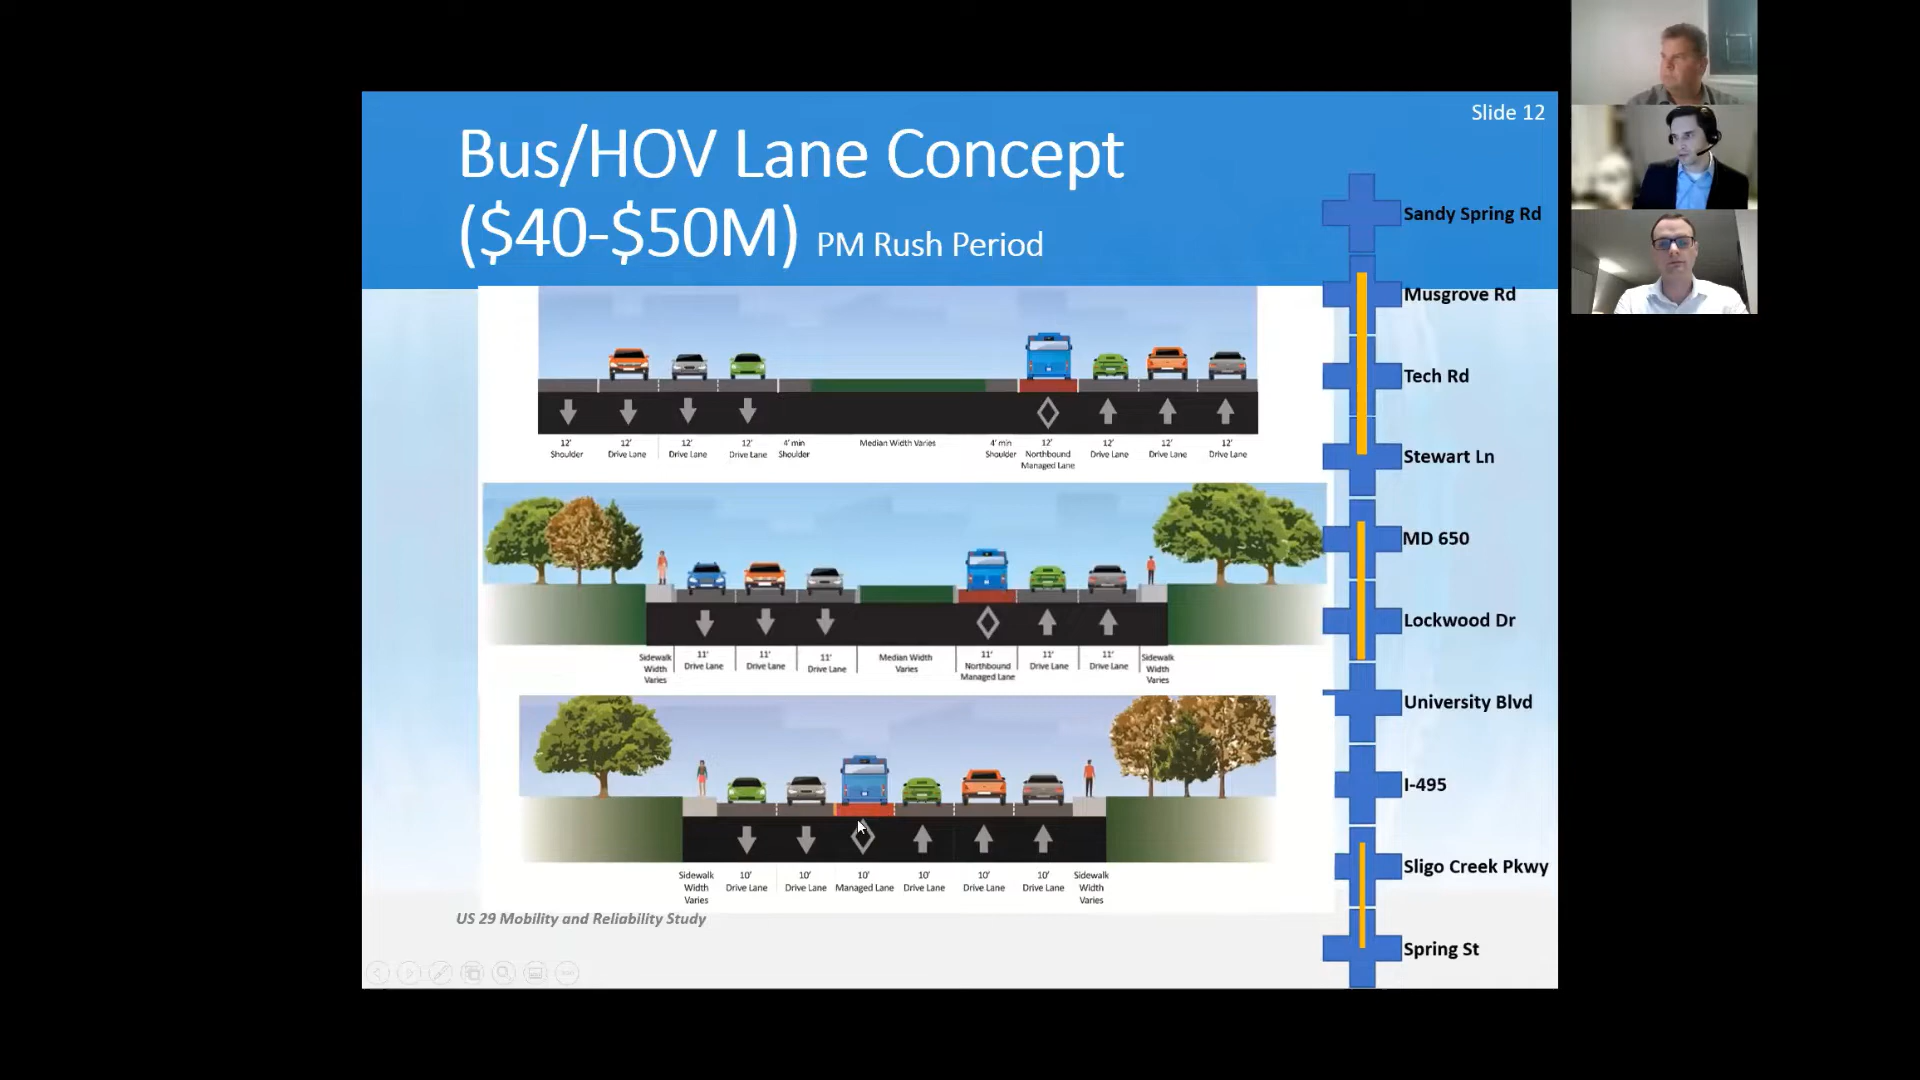 Slide 12
Bus/HOV Lane Concept
($40-$50M) PM Rush Period
12' 12' 12' 12' 4' min 4' min 12' 12' 12' 12'
Shoulder Drive Lane Drive Lane Drive Lane Shoulder Median Width Varies Shoulder Northbound Drive Lane Drive Lane Drive Lane
Managed Lane
Sidewalk 11' 11' 11' Median Width 11' 11' 11' Sidewalk
Width Drive Lane Drive Lane Drive Lane Varies Northbound Drive Lane Drive Lane Width
Varies Managed Lane Varies
Sidewalk 10' 10' 10' 10' 10' 10' Sidewalk
Width Drive Lane Drive Lane Managed Lane Drive Lane Drive Lane Drive Lane Width
Varies Varies
US 29 Mobility and Reliability Study
Sandy Spring Rd
Musgrove Rd
Tech Rd
Stewart Ln
MD 650
Lockwood Dr
University Blvd
I-495
Sligo Creek Pkwy
Spring St